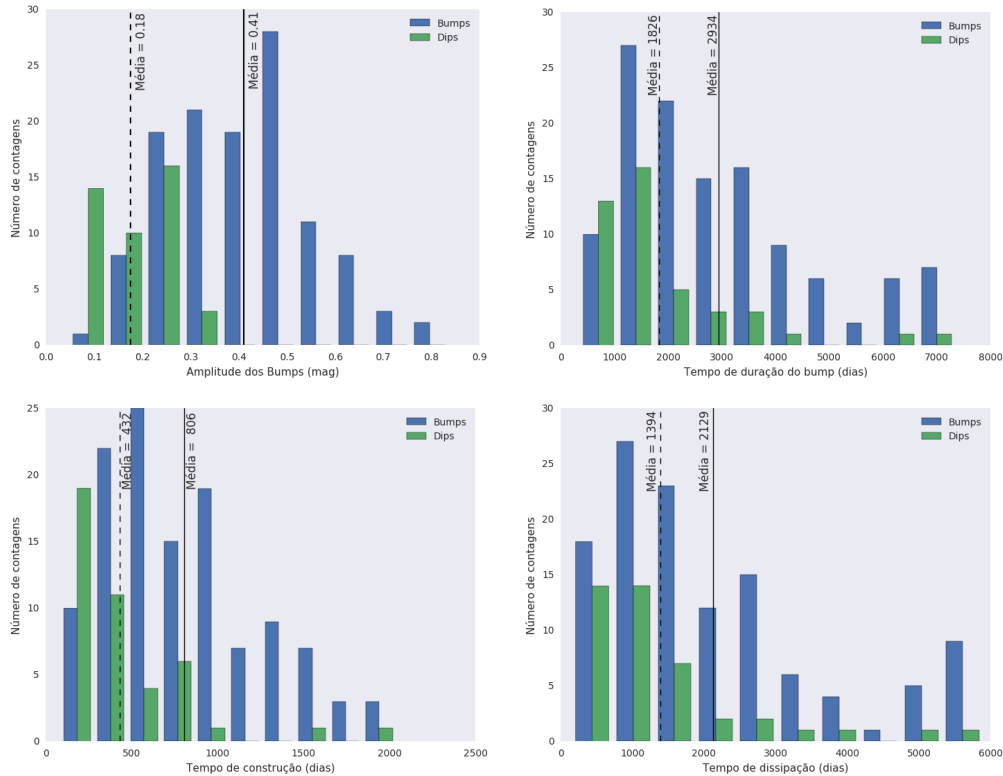 30
25
20
15
10
5
0
Número de contagens
Média = 0.18
Média = 0.41
Bumps
Dips
0.0 0.1 0.2 0.3 0.4 0.5 0.6 0.7 0.8 0.9
Amplitude dos Bumps (mag)
30
25
20
15
10
5
0
Número de contagens
Média = 1826
Média = 2934
Bumps
Dips
0 1000 2000 3000 4000 5000 6000 7000 8000
Tempo de duração do bump (dias)
25
20
15
10
5
0
Número de contagens
Média = 432
Média = 806
Bumps
Dips
0 500 1000 1500 2000 2500
Tempo de construção (dias)
30
25
20
15
10
5
0
Número de contagens
Média = 1394
Média = 2129
Bumps
Dips
0 1000 2000 3000 4000 5000 6000
Tempo de dissipação (dias)